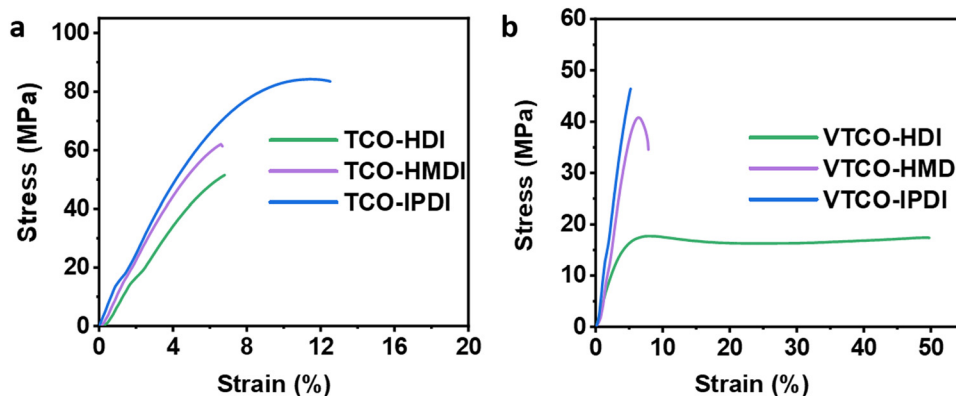 a
100
80
60
40
20
0
Stress (MPa)
TCO-HDI
TCO-HMDI
TCO-IPDI
0 4 8 12 16 20
Strain (%)
b
60
50
40
30
20
10
0
Stress (MPa)
VTCO-HDI
VTCO-HMD
VTCO-IPDI
0 10 20 30 40 50
Strain (%)